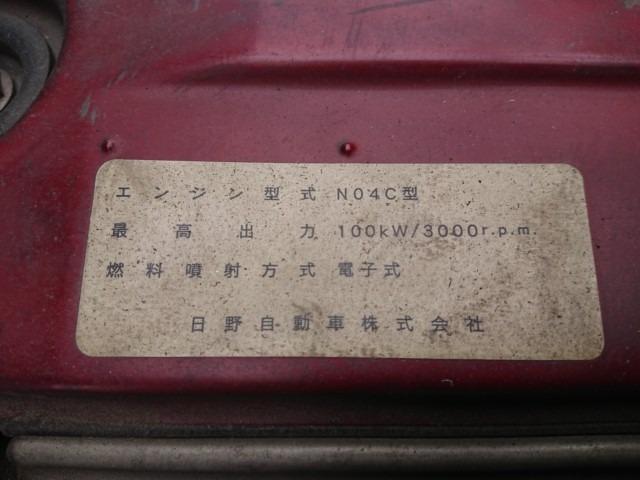 エンジン型式 N04C型
最高出力 100kW/3000r.p.m.
燃料噴射方式 電子式
日野自動車株式会社